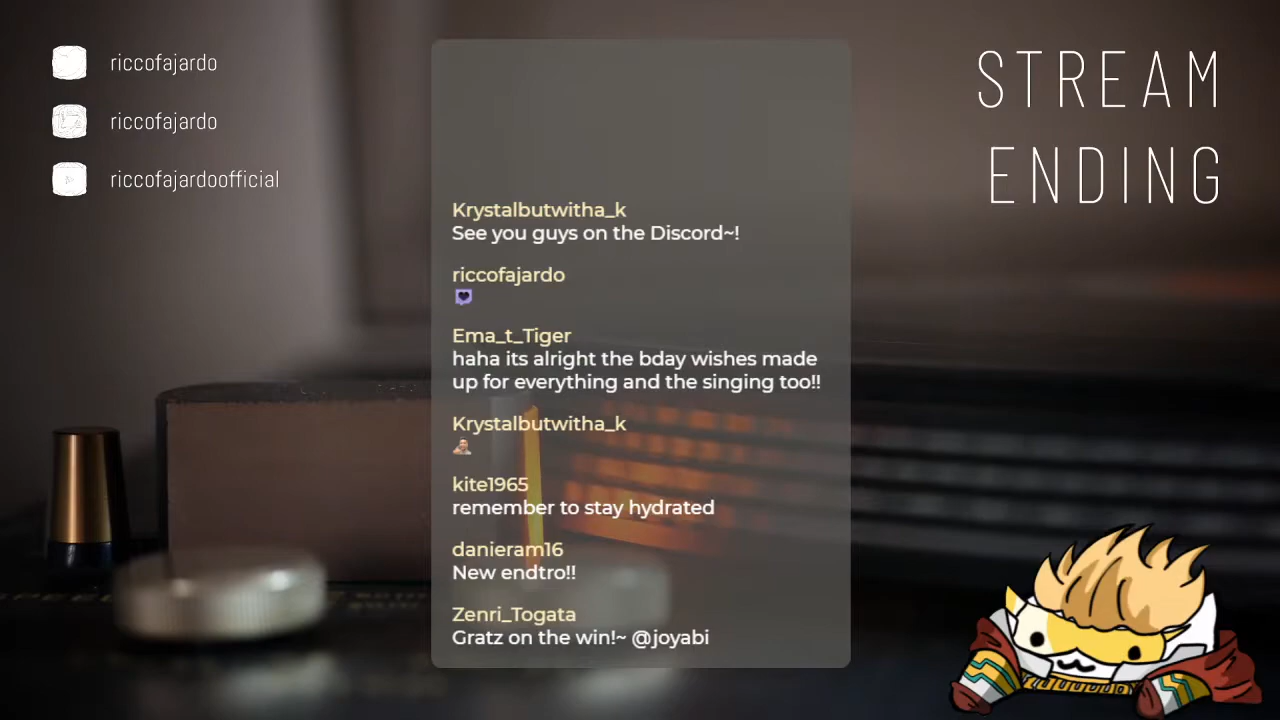 riccofajardo
riccofajardo
riccofajardoofficial
STREAM
ENDING
Krystalbutwitha_k
See you guys on the Discord~!
riccofajardo
Ema_t_Tiger
haha its alright the bday wishes made
up for everything and the singing too!!
Krystalbutwitha_k
kite1965
remember to stay hydrated
danieram16
New endtro!!
Zenri_Togata
Gratz on the win!~ @joyabi